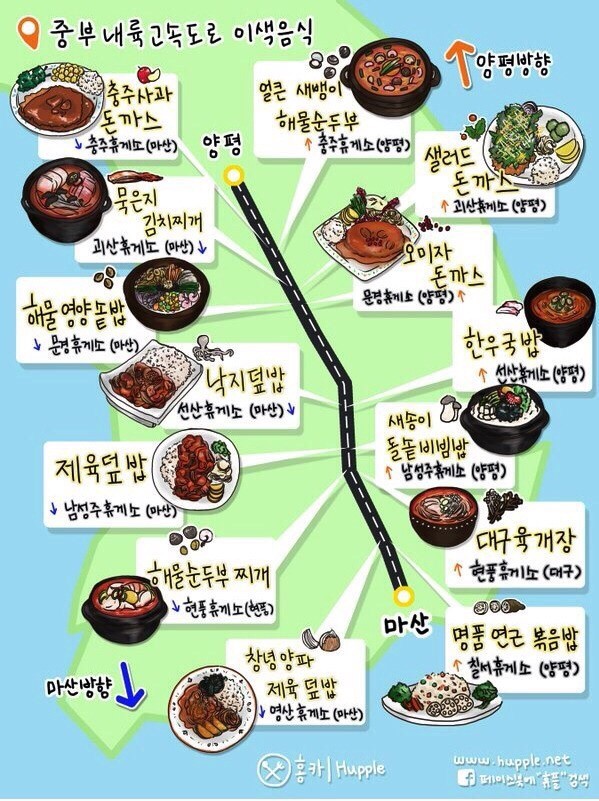 중부내륙고속도로 이색음식
양평방향
충주사과
돈까스
충주휴게소 (마산)
얼큰 새뱅이
해물순두부
충주휴게소 (양평)
양평
샐러드
돈까스
괴산휴게소 (양평)
묵은지
김치찌개
괴산휴게소 (마산)
오미자
돈까스
문경휴게소 (양평)
해물영양솥밥
문경휴게소 (마산)
한우국밥
선산휴게소 (양평)
낙지덮밥
선산휴게소 (마산)
새송이
돌솥비빔밥
남성주휴게소 (양평)
제육덮밥
남성주휴게소 (마산)
대구육개장
현풍휴게소 (대구)
해물순두부찌개
현풍휴게소 (현풍)
마산
명품 연근 볶음밥
칠서휴게소 (양평)
창녕양파
제육 덮밥
영산휴게소 (마산)
마산방향
홍카|Hupple
www.hupple.net
페이스북에 "휴플" 검색